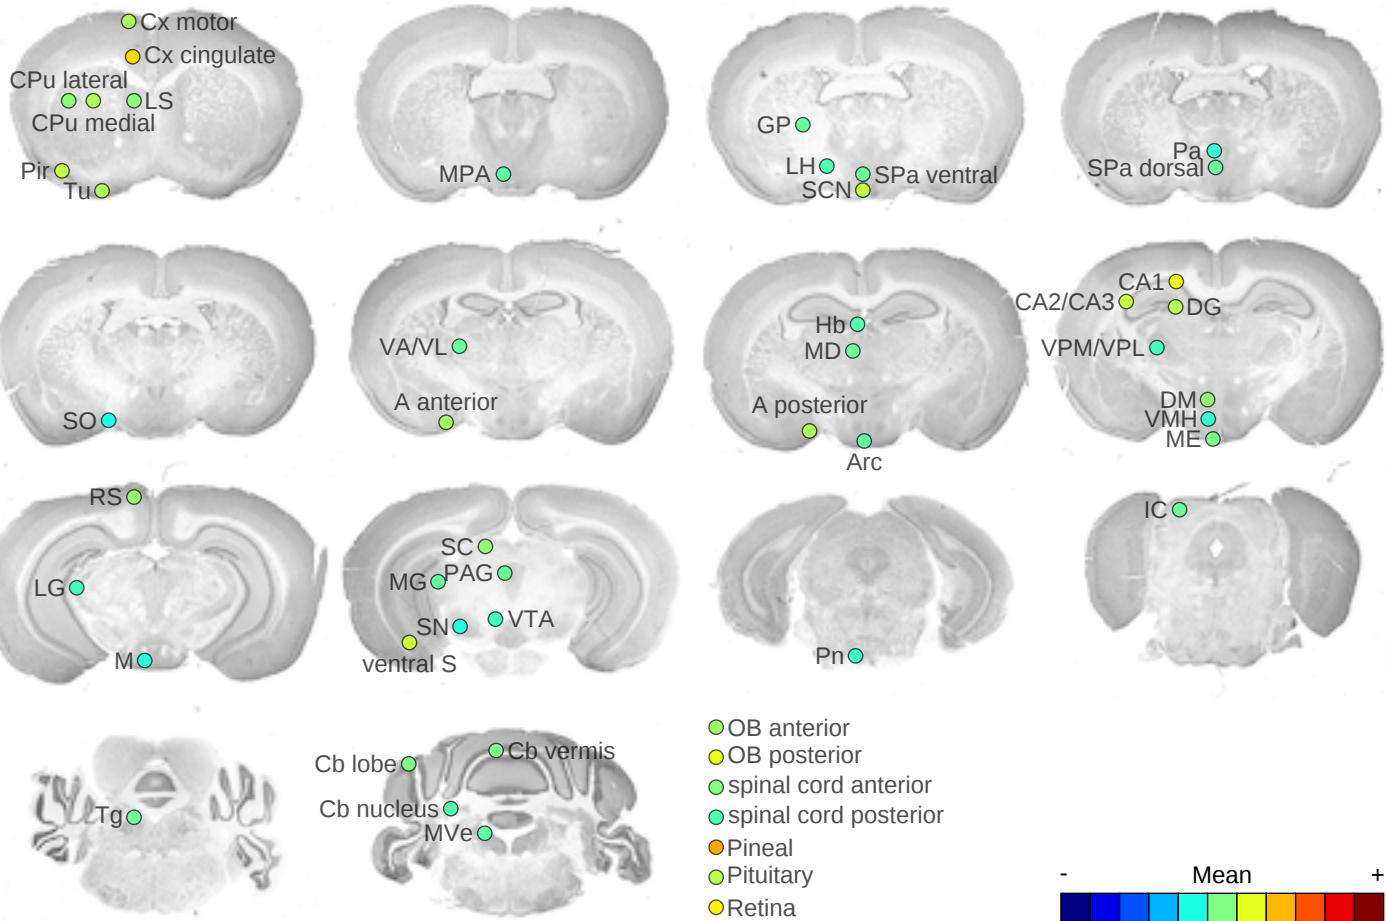 Cx motor
Cx cingulate
CPu lateral
LS
CPu medial
Pir
Tu
MPA
GP
LH
SPa ventral
SCN
Pa
SPa dorsal
SO
VA/VL
A anterior
Hb
MD
A posterior
Arc
CA1
CA2/CA3
DG
VPM/VPL
DM
VMH
ME
RS
LG
M
SC
MG
PAG
SN
VTA
ventral S
Pn
IC
Tg
Cb lobe
Cb vermis
Cb nucleus
MVe
OB anterior
OB posterior
spinal cord anterior
spinal cord posterior
Pineal
Pituitary
Retina
- Mean +